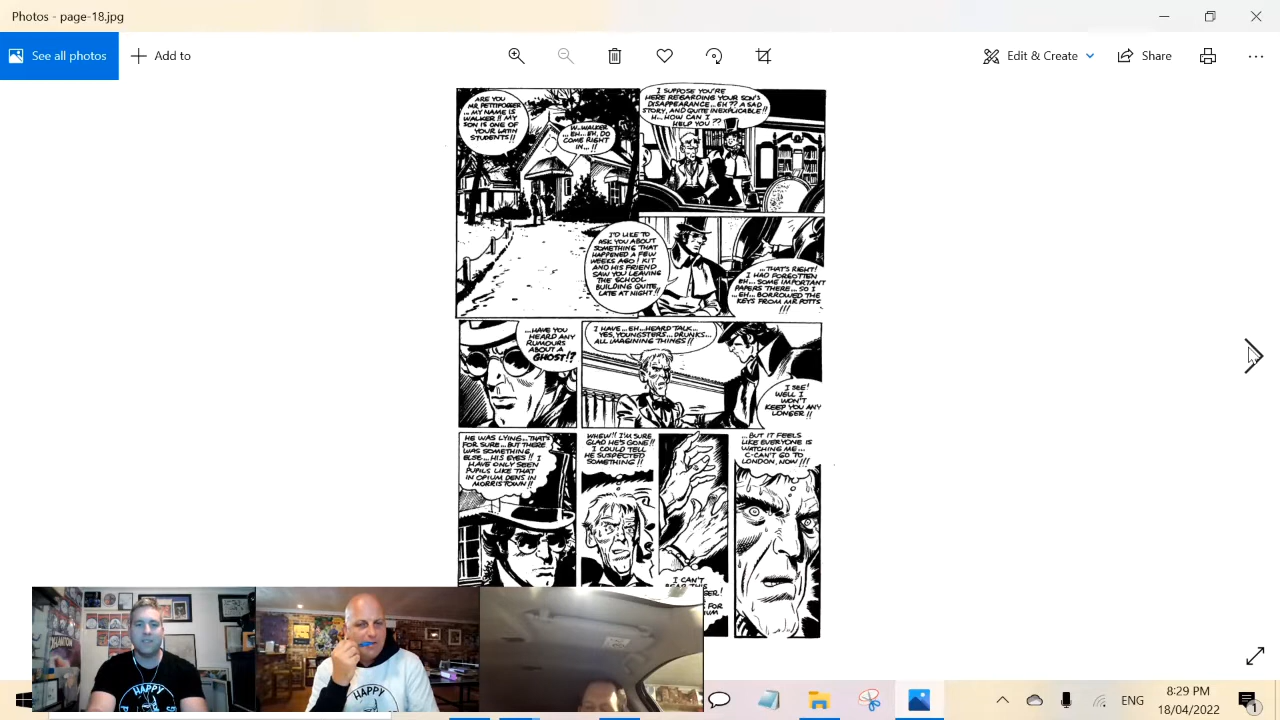 Photos - page-18.jpg
See all photos
Add to
Edit & Create
Share
ARE YOU
MR PETTIFOGGER
...MY NAME IS
WALKER!! MY
SON IS ONE OF
YOUR LATIN
STUDENTS!!
W..WALKER
...EH...EH, DO
COME RIGHT
IN...!!
I SUPPOSE YOU'RE
HERE REGARDING YOUR SON'S
DISAPPEARANCE...EH?? A SAD
STORY, AND QUITE INEXPLICABLE!!
H...HOW CAN I
HELP YOU??
I'D LIKE TO
ASK YOU ABOUT
SOMETHING THAT
HAPPENED A FEW
WEEKS AGO! KIT
AND HIS FRIEND
SAW YOU LEAVING
THE SCHOOL
BUILDING QUITE
LATE AT NIGHT!!
...THAT'S RIGHT!
I HAD FORGOTTEN
EH...SOME IMPORTANT
PAPERS THERE...SO I
...EH...BORROWED THE
KEYS FROM MR POTTS
!!!
...HAVE YOU
HEARD ANY
RUMOURS
ABOUT A
GHOST!?
I HAVE...EH...HEARD TALK...
YES, YOUNGSTERS...DRUNKS...
ALL IMAGINING THINGS!!
I SEE!
WELL I
WON'T
KEEP YOU ANY
LONGER!!
HE WAS LYING...THAT'S
FOR SURE...BUT THERE
WAS SOMETHING
ELSE...HIS EYES!! I
HAVE ONLY SEEN
PUPILS LIKE THAT
IN OPIUM DENS IN
MORRISTOWN!!
WHEW!! I'M SURE
GLAD HE'S GONE!!
I COULD TELL
HE SUSPECTED
SOMETHING!!
I CAN'T
...BUT IT FEELS
LIKE EVERYONE IS
WATCHING ME...
C-CAN'T GO TO
LONDON, NOW!!!
HAPPY
HAPPY
ENG
8:29 PM
18/04/2022
1